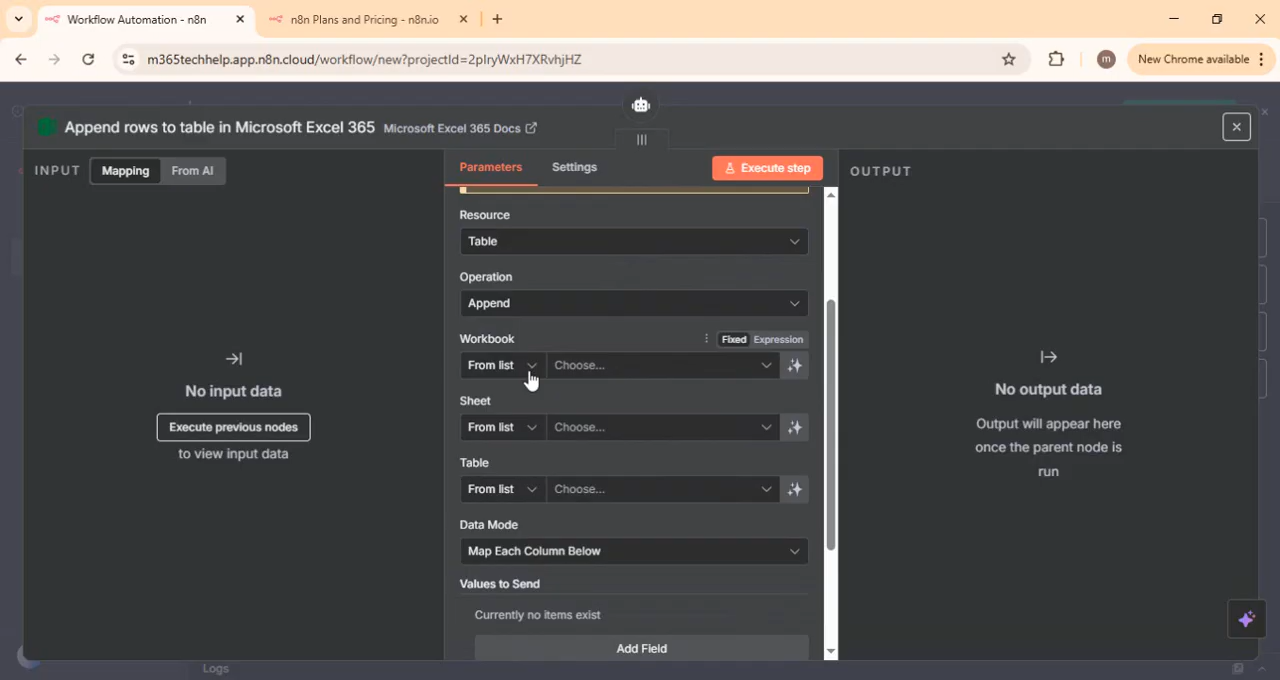 Workflow Automation - n8n
n8n Plans and Pricing - n8n.io
m365techhelp.app.n8n.cloud/workflow/new?projectId=2pIryWxH7XRvhjHZ
m
New Chrome available
Append rows to table in Microsoft Excel 365
Microsoft Excel 365 Docs
INPUT
Mapping
From AI
Parameters
Settings
Execute step
OUTPUT
Resource
Table
Operation
Append
Workbook
Fixed
Expression
From list
Choose...
Sheet
From list
Choose...
Table
From list
Choose...
Data Mode
Map Each Column Below
Values to Send
Currently no items exist
Add Field
No input data
Execute previous nodes
to view input data
No output data
Output will appear here
once the parent node is
run
Logs